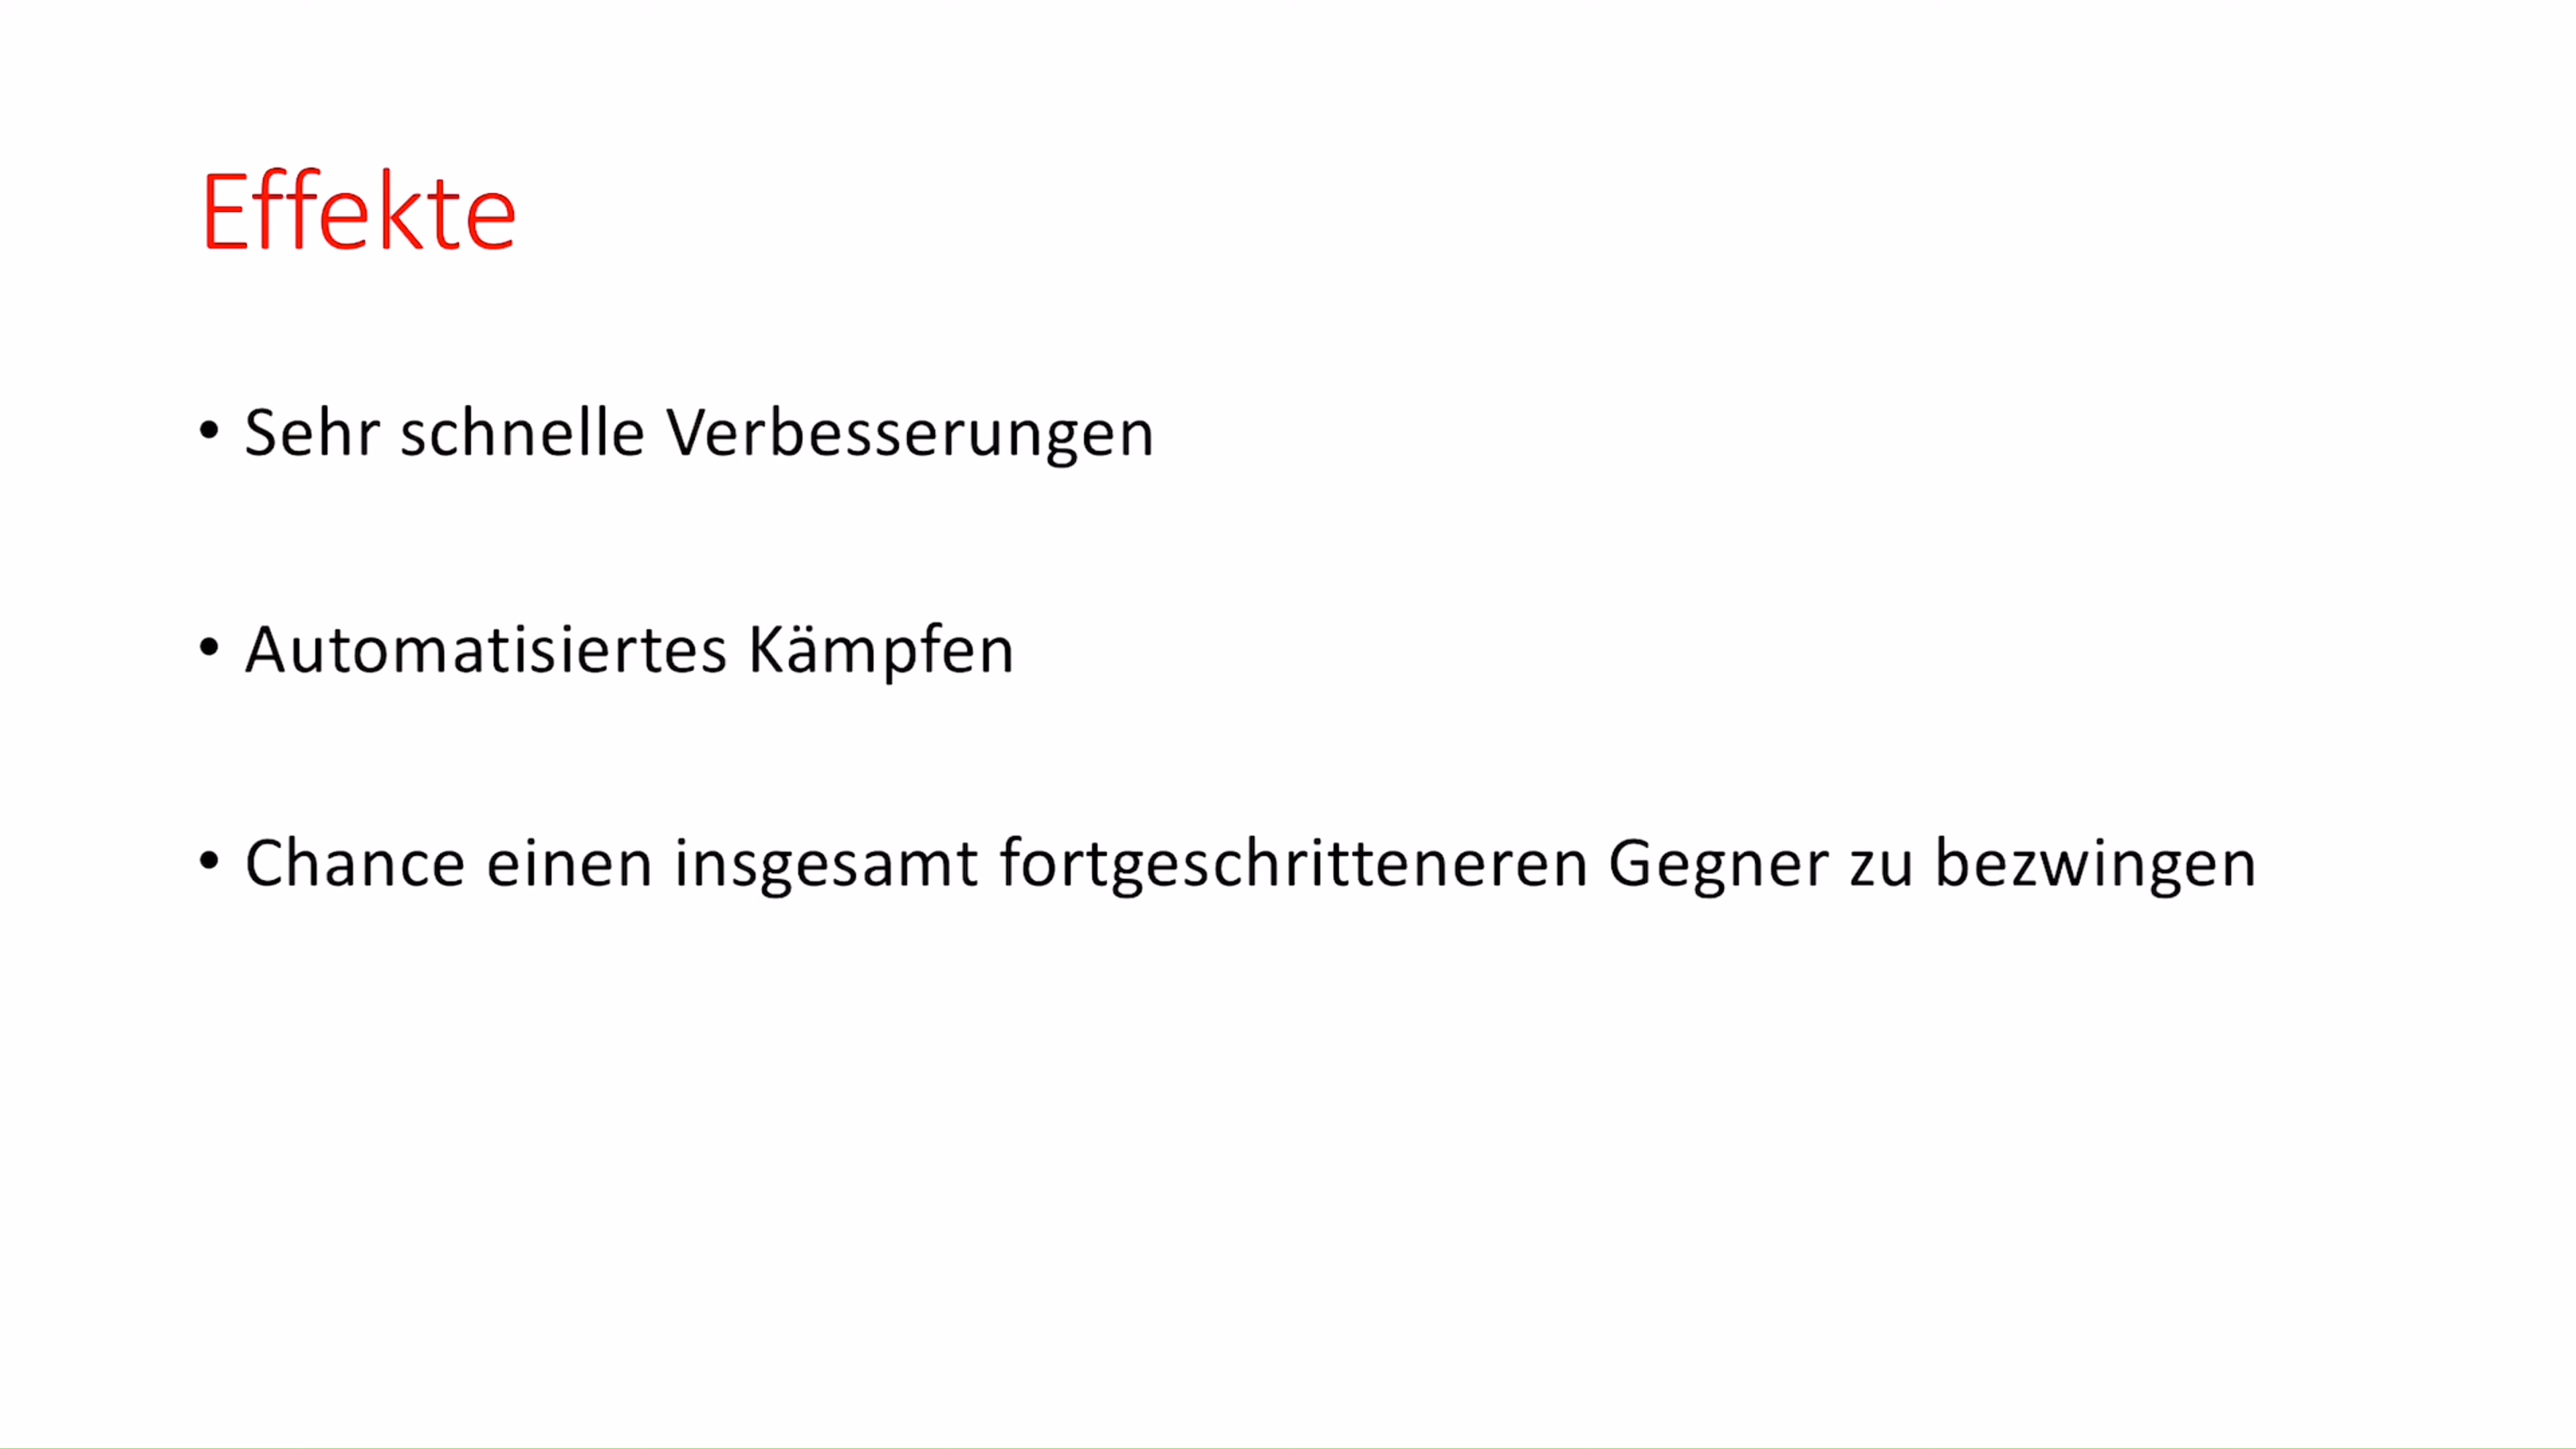 Effekte
• Sehr schnelle Verbesserungen
• Automatisiertes Kämpfen
• Chance einen insgesamt fortgeschritteneren Gegner zu bezwingen